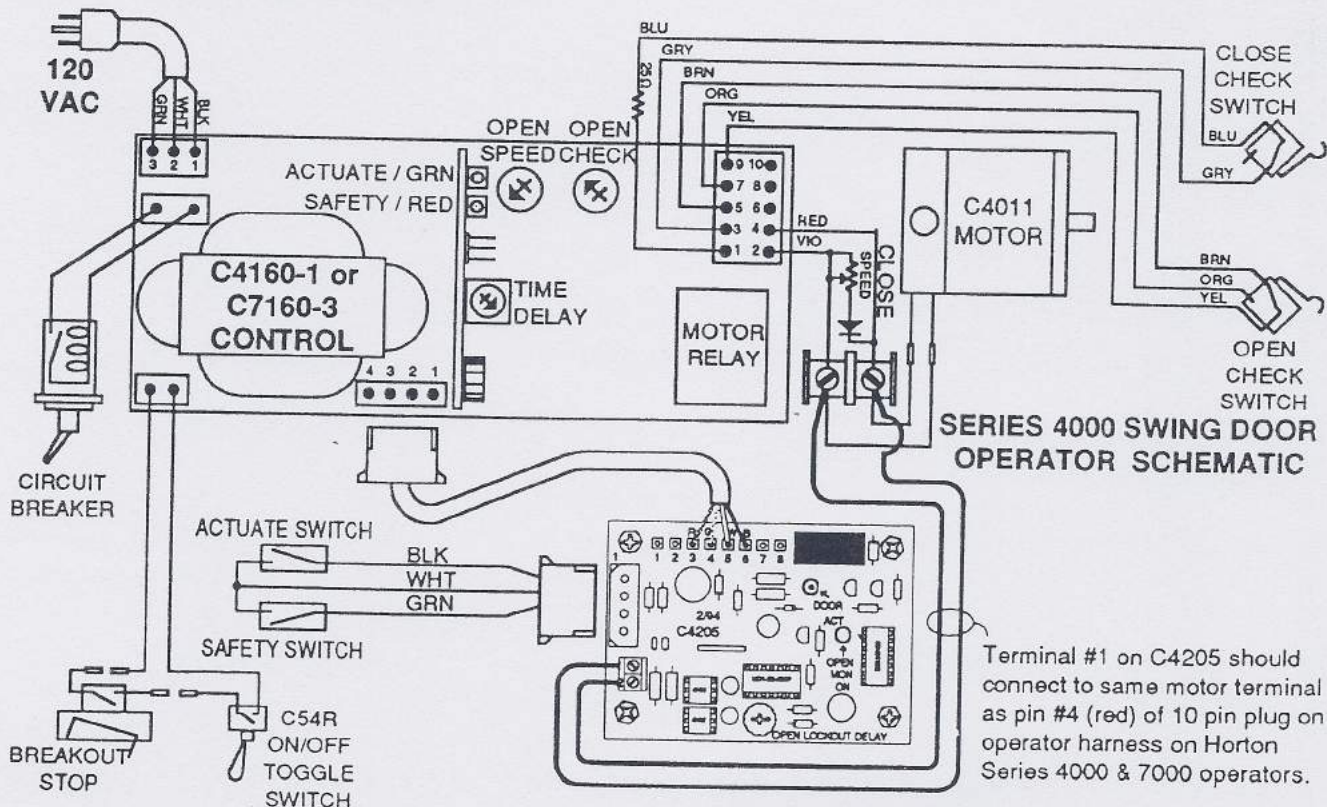 120
VAC
GRN
WHT
BLK
3 2 1
ACTUATE / GRN
SAFETY / RED
OPEN
SPEED
OPEN
CHECK
TIME
DELAY
C4160-1 or
C7160-3
CONTROL
4 3 2 1
MOTOR
RELAY
BLU
GRY
BRN
ORG
YEL
25Ω
9 10
7 8
5 6
3 4
1 2
RED
VIO
CLOSE
SPEED
C4011
MOTOR
CLOSE
CHECK
SWITCH
BLU
GRY
BRN
ORG
YEL
OPEN
CHECK
SWITCH
SERIES 4000 SWING DOOR
OPERATOR SCHEMATIC
CIRCUIT
BREAKER
ACTUATE SWITCH
BLK
WHT
GRN
SAFETY SWITCH
BREAKOUT
STOP
C54R
ON/OFF
TOGGLE
SWITCH
R G W B
1
1 2 3 4 5 6 7 8
2/94
C4205
DOOR
ACT
OPEN
MON
ON
1
2
OPEN LOCKOUT DELAY
Terminal #1 on C4205 should
connect to same motor terminal
as pin #4 (red) of 10 pin plug on
operator harness on Horton
Series 4000 & 7000 operators.